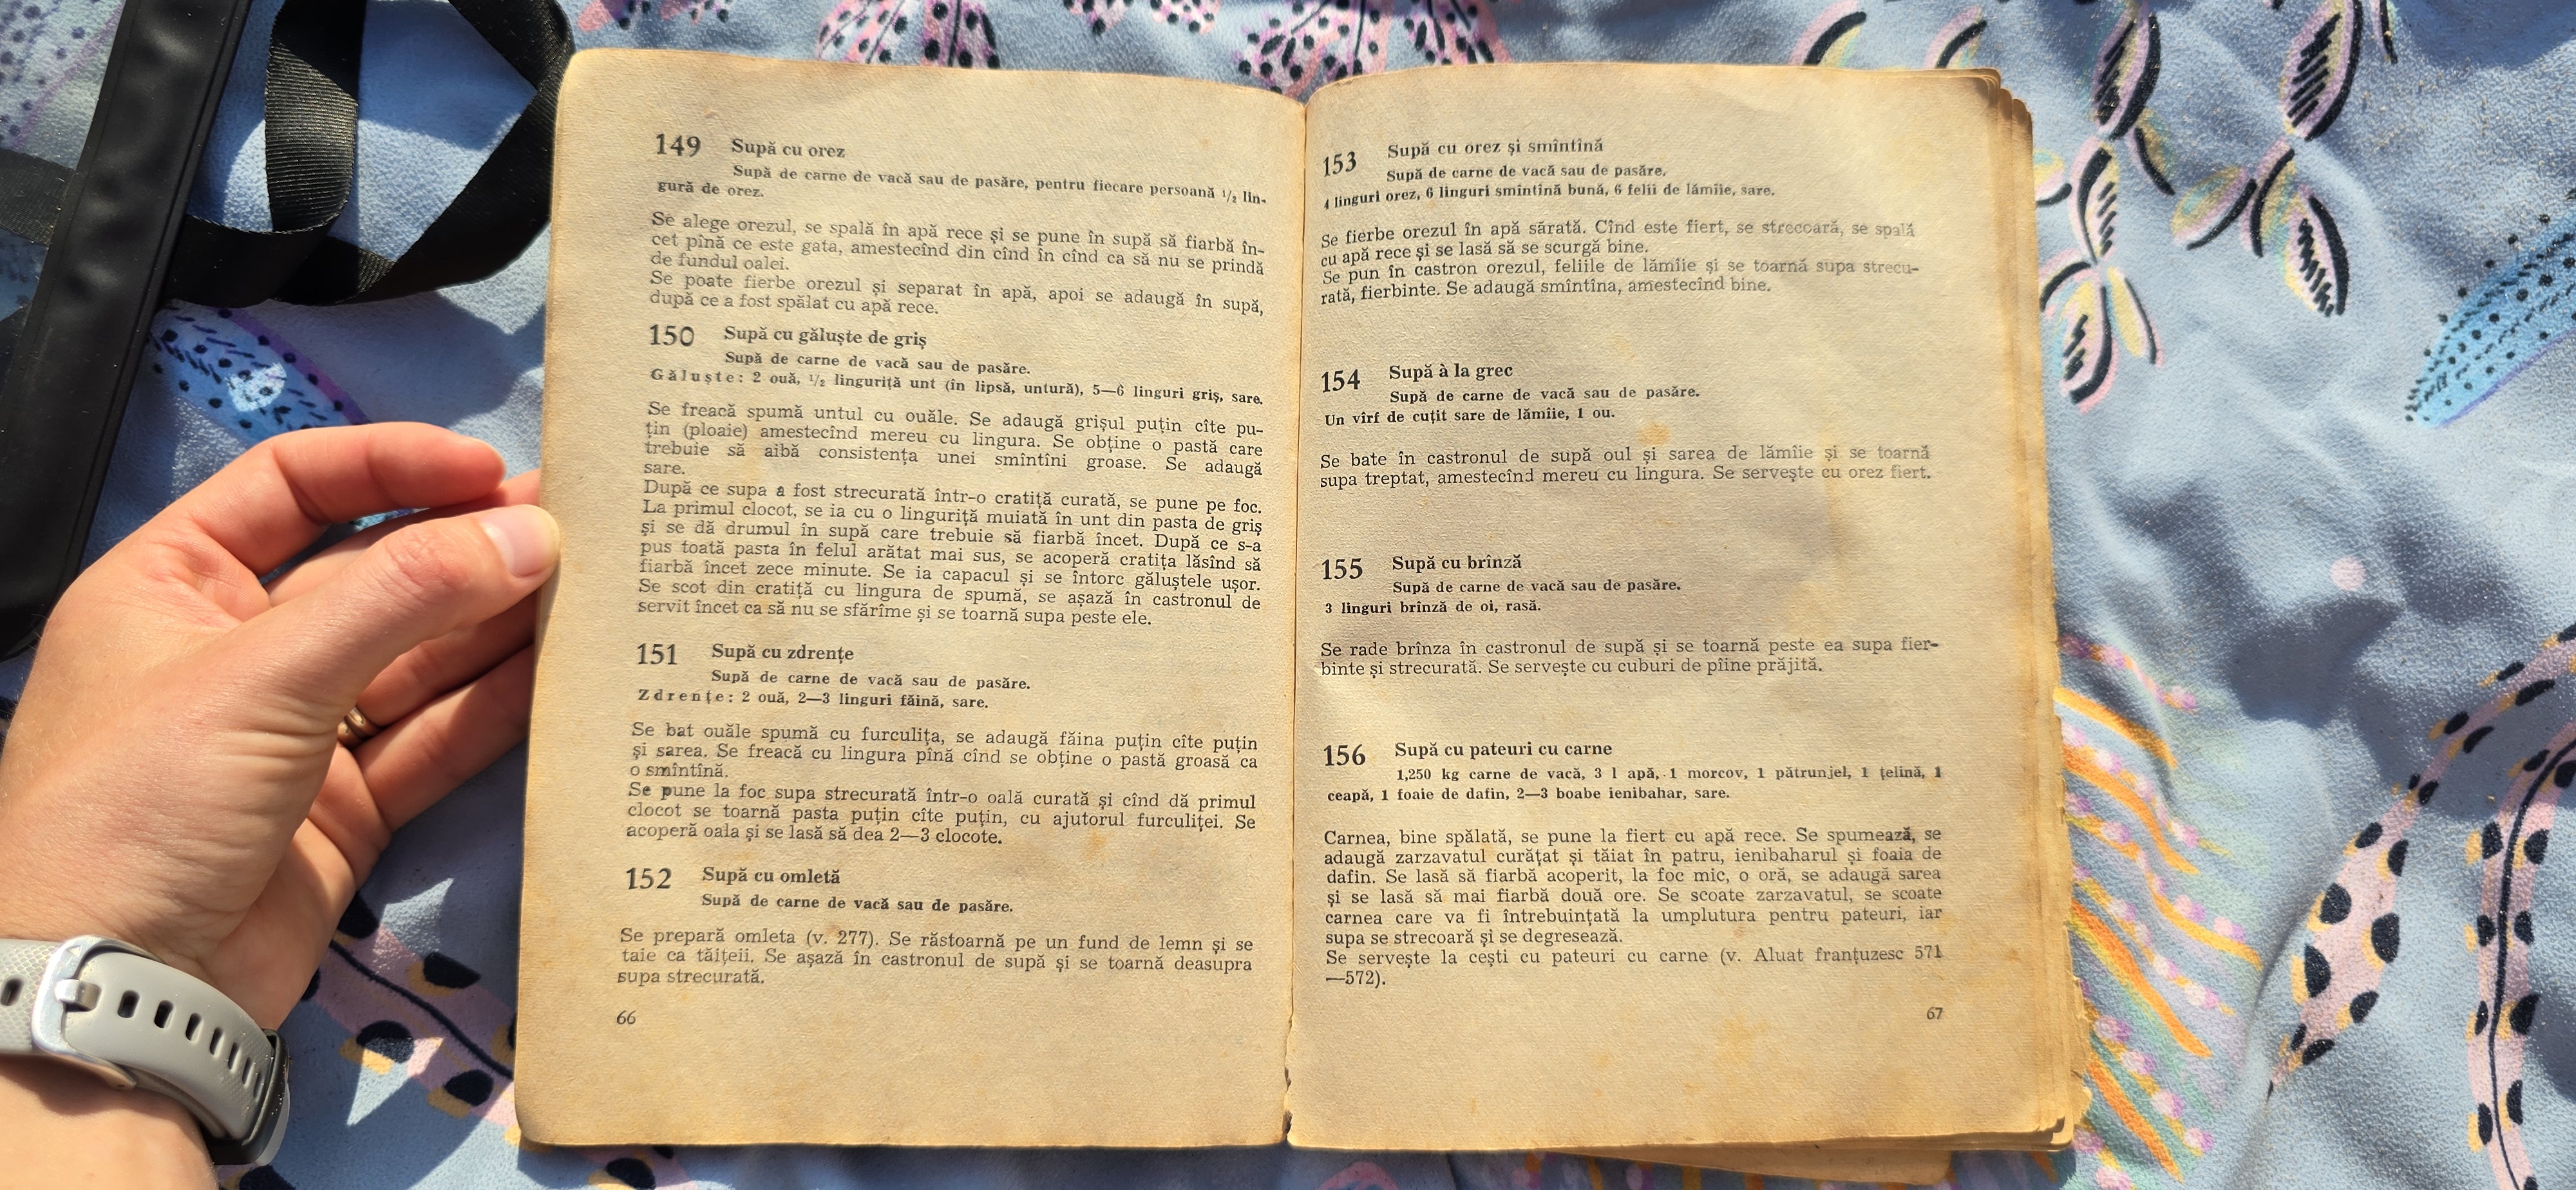 149 Supă cu orez
Supă de carne de vacă sau de pasăre, pentru fiecare persoană ½ lin-
gură de orez.
Se alege orezul, se spală în apă rece și se pune în supă să fiarbă în-
cet pînă ce este gata, amestecînd din cînd în cînd ca să nu se prindă
de fundul oalei.
Se poate fierbe orezul și separat în apă, apoi se adaugă în supă,
după ce a fost spălat cu apă rece.
150 Supă cu găluște de griș
Supă de carne de vacă sau de pasăre.
Găluște: 2 ouă, ½ linguriță unt (în lipsă, untură), 5—6 linguri griș, sare.
Se freacă spumă untul cu ouăle. Se adaugă grișul puțin cîte pu-
țin (ploaie) amestecînd mereu cu lingura. Se obține o pastă care
trebuie să aibă consistența unei smîntîni groase. Se adaugă
sare.
După ce supa a fost strecurată într-o cratiță curată, se pune pe foc.
La primul clocot, se ia cu o linguriță muiată în unt din pasta de griș
și se dă drumul în supă care trebuie să fiarbă încet. După ce s-a
pus toată pasta în felul arătat mai sus, se acoperă cratița lăsînd să
fiarbă încet zece minute. Se ia capacul și se întorc găluștele ușor.
Se scot din cratiță cu lingura de spumă, se așază în castronul de
servit încet ca să nu se sfărîme și se toarnă supa peste ele.
151 Supă cu zdrențe
Supă de carne de vacă sau de pasăre.
Zdrențe: 2 ouă, 2—3 linguri făină, sare.
Se bat ouăle spumă cu furculița, se adaugă făina puțin cîte puțin
și sarea. Se freacă cu lingura pînă cînd se obține o pastă groasă ca
o smîntînă.
Se pune la foc supa strecurată într-o oală curată și cînd dă primul
clocot se toarnă pasta puțin cîte puțin, cu ajutorul furculiței. Se
acoperă oala și se lasă să dea 2—3 clocote.
152 Supă cu omletă
Supă de carne de vacă sau de pasăre.
Se prepară omleta (v. 277). Se răstoarnă pe un fund de lemn și se
taie ca tăițeii. Se așază în castronul de supă și se toarnă deasupra
supa strecurată.
66
153 Supă cu orez și smîntînă
Supă de carne de vacă sau de pasăre.
4 linguri orez, 6 linguri smîntînă bună, 6 felii de lămîie, sare.
Se fierbe orezul în apă sărată. Cînd este fiert, se strecoară, se spală
cu apă rece și se lasă să se scurgă bine.
Se pun în castron orezul, feliile de lămîie și se toarnă supa strecu-
rată, fierbinte. Se adaugă smîntîna, amestecînd bine.
154 Supă à la grec
Supă de carne de vacă sau de pasăre.
Un vîrf de cuțit sare de lămîie, 1 ou.
Se bate în castronul de supă oul și sarea de lămîie și se toarnă
supa treptat, amestecînd mereu cu lingura. Se servește cu orez fiert.
155 Supă cu brînză
Supă de carne de vacă sau de pasăre.
3 linguri brînză de oi, rasă.
Se rade brînza în castronul de supă și se toarnă peste ea supa fier-
binte și strecurată. Se servește cu cuburi de pîine prăjită.
156 Supă cu pateuri cu carne
1,250 kg carne de vacă, 3 l apă, 1 morcov, 1 pătrunjel, 1 țelină, 1
ceapă, 1 foaie de dafin, 2—3 boabe ienibahar, sare.
Carnea, bine spălată, se pune la fiert cu apă rece. Se spumează, se
adaugă zarzavatul curățat și tăiat în patru, ienibaharul și foaia de
dafin. Se lasă să fiarbă acoperit, la foc mic, o oră, se adaugă sarea
și se lasă să mai fiarbă două ore. Se scoate zarzavatul, se scoate
carnea care va fi întrebuințată la umplutura pentru pateuri, iar
supa se strecoară și se degresează.
Se servește la cești cu pateuri cu carne (v. Aluat franțuzesc 571
—572).
67